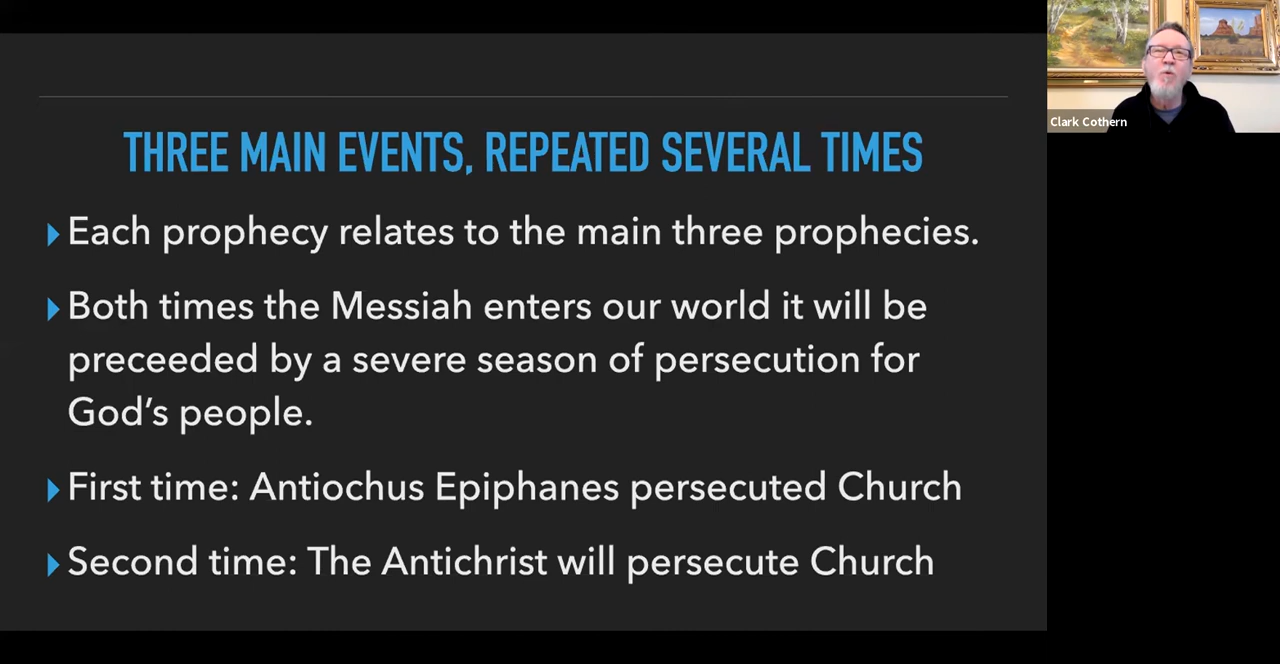 THREE MAIN EVENTS, REPEATED SEVERAL TIMES
Each prophecy relates to the main three prophecies.
Both times the Messiah enters our world it will be
preceeded by a severe season of persecution for
God's people.
First time: Antiochus Epiphanes persecuted Church
Second time: The Antichrist will persecute Church
Clark Cothern